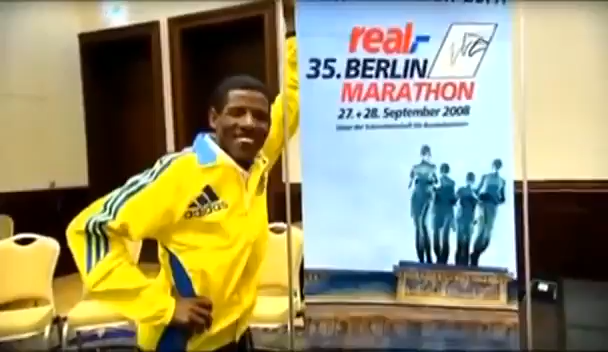 real,-
35. BERLIN
MARATHON
27. + 28. September 2008
adidas